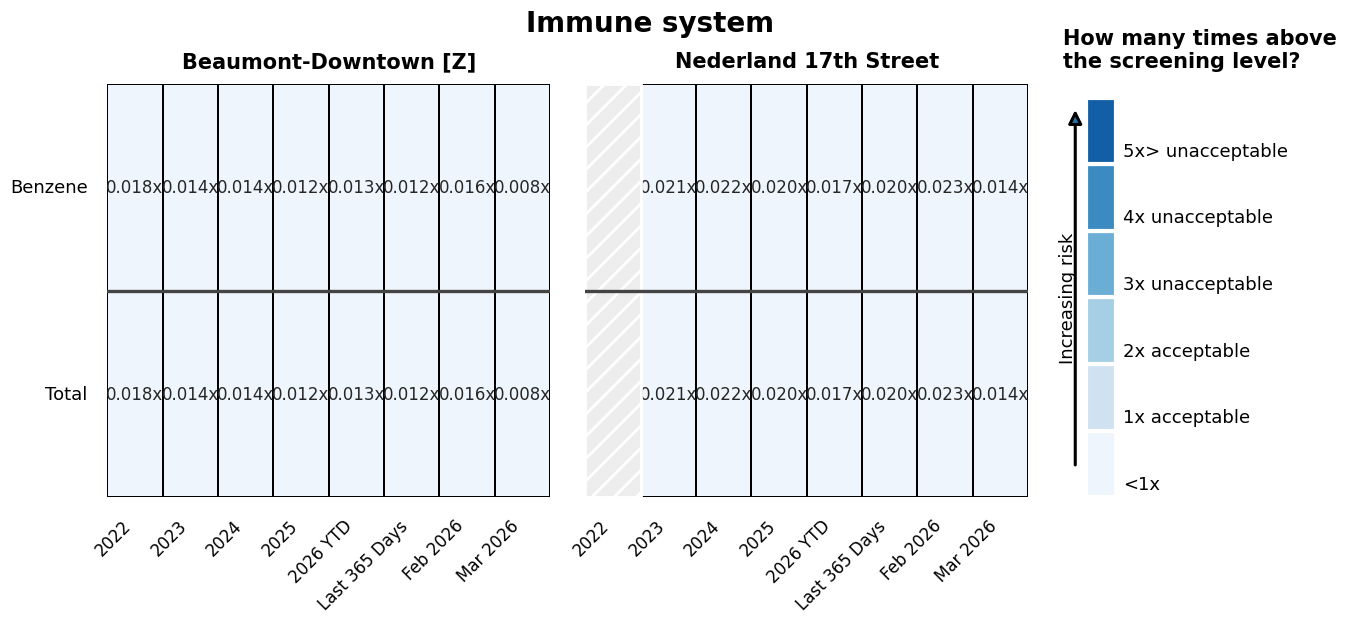 Immune system
Beaumont-Downtown [Z]
Nederland 17th Street
How many times above
the screening level?
Benzene
0.018x 0.014x 0.014x 0.012x 0.013x 0.012x 0.016x 0.008x
0.021x 0.022x 0.020x 0.017x 0.020x 0.023x 0.014x
Total
0.018x 0.014x 0.014x 0.012x 0.013x 0.012x 0.016x 0.008x
0.021x 0.022x 0.020x 0.017x 0.020x 0.023x 0.014x
2022 2023 2024 2025 2026 YTD Last 365 Days Feb 2026 Mar 2026
2022 2023 2024 2025 2026 YTD Last 365 Days Feb 2026 Mar 2026
Increasing risk
5x> unacceptable
4x unacceptable
3x unacceptable
2x acceptable
1x acceptable
<1x